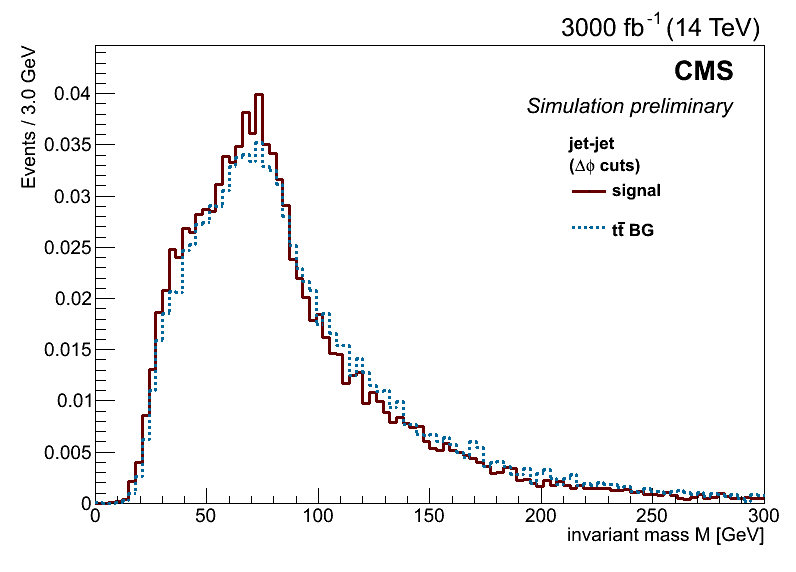 3000 fb⁻¹ (14 TeV)
CMS
Simulation preliminary
jet-jet
(Δϕ cuts)
signal
tt̄ BG
Events / 3.0 GeV
0.04
0.035
0.03
0.025
0.02
0.015
0.01
0.005
0
0 50 100 150 200 250 300
invariant mass M [GeV]